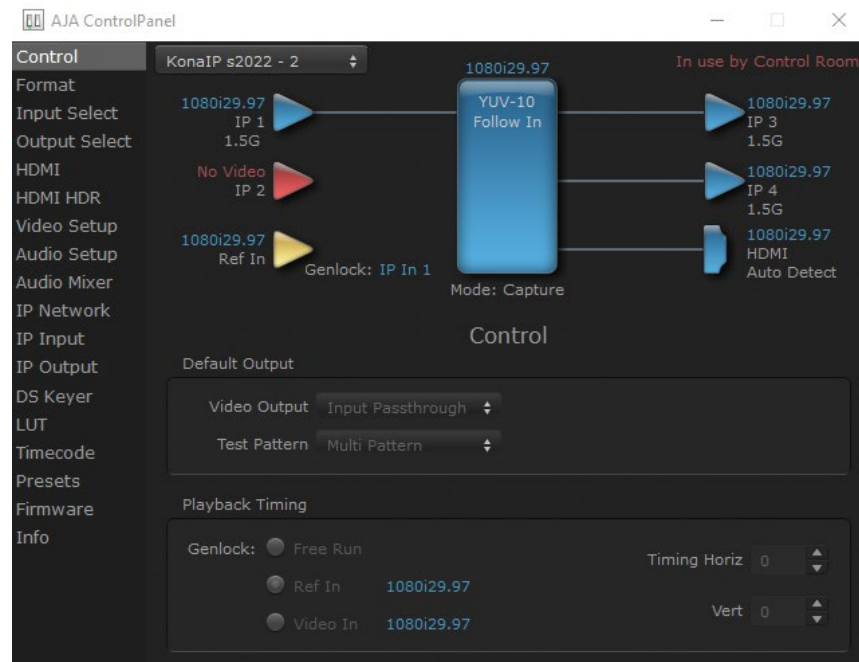 AJA ControlPanel
Control
Format
Input Select
Output Select
HDMI
HDMI HDR
Video Setup
Audio Setup
Audio Mixer
IP Network
IP Input
IP Output
DS Keyer
LUT
Timecode
Presets
Firmware
Info
KonaIP s2022 - 2
In use by Control Room
1080i29.97
IP 1
1.5G
No Video
IP 2
1080i29.97
Ref In
Genlock: IP In 1
1080i29.97
YUV-10
Follow In
Mode: Capture
1080i29.97
IP 3
1.5G
1080i29.97
IP 4
1.5G
1080i29.97
HDMI
Auto Detect
Control
Default Output
Video Output Input Passthrough
Test Pattern Multi Pattern
Playback Timing
Genlock: Free Run
Ref In 1080i29.97
Video In 1080i29.97
Timing Horiz 0
Vert 0